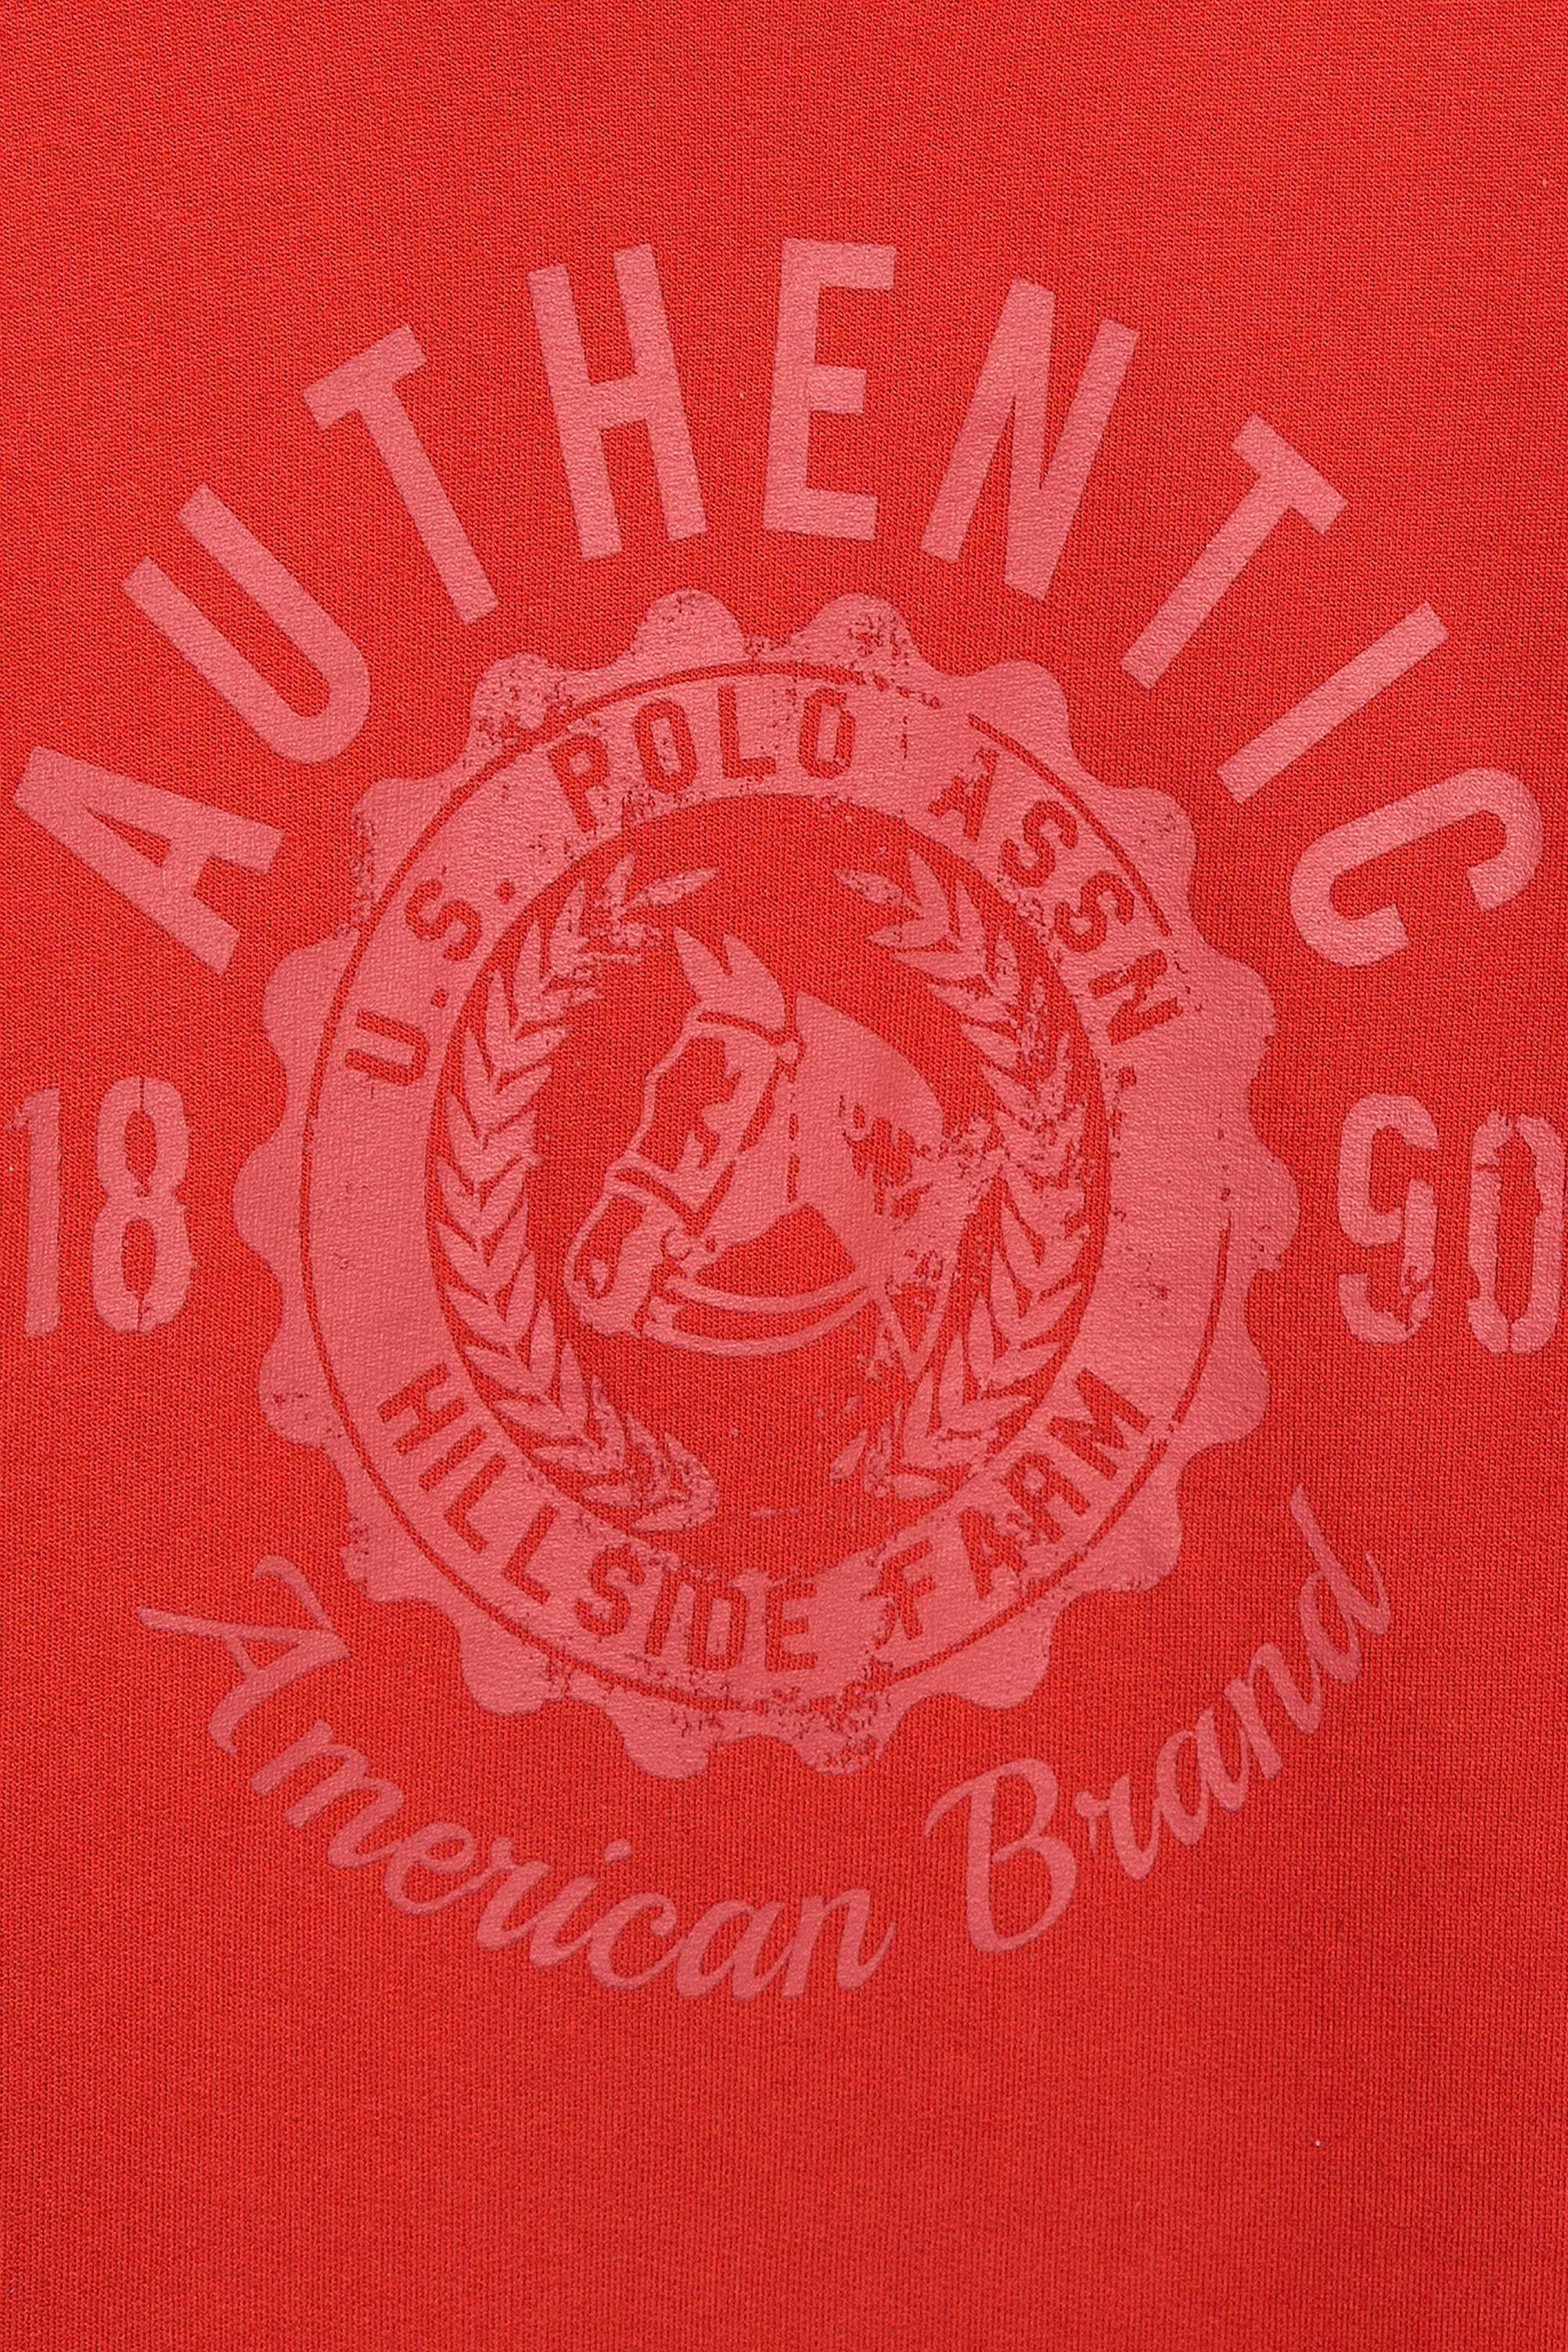 AUTHENTIC
U.S. POLO ASSN.
18 90
HILLSIDE FARM
American Brand